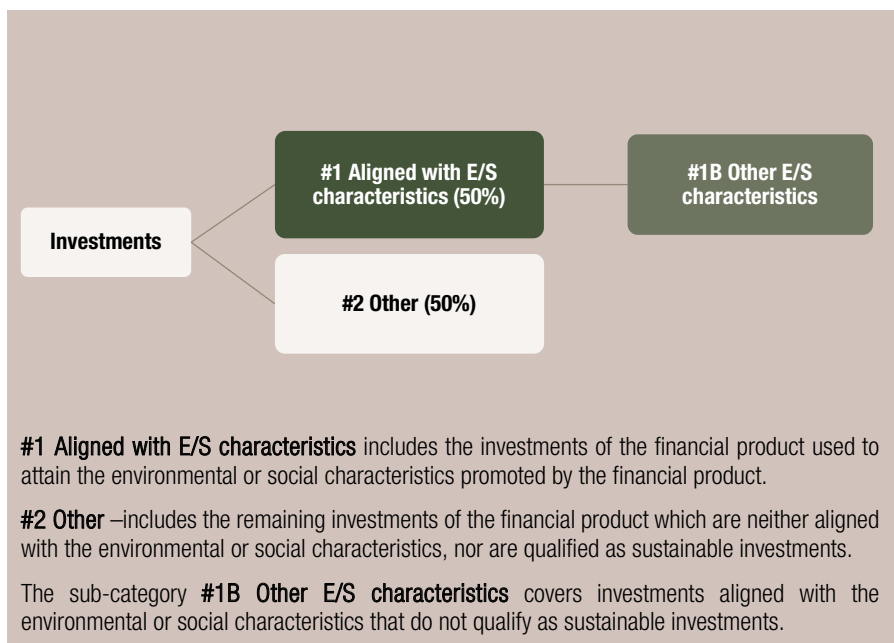 #1 Aligned with E/S
characteristics (50%)
#1B Other E/S
characteristics
Investments
#2 Other (50%)
#1 Aligned with E/S characteristics includes the investments of the financial product used to
attain the environmental or social characteristics promoted by the financial product.
#2 Other –includes the remaining investments of the financial product which are neither aligned
with the environmental or social characteristics, nor are qualified as sustainable investments.
The sub-category #1B Other E/S characteristics covers investments aligned with the
environmental or social characteristics that do not qualify as sustainable investments.